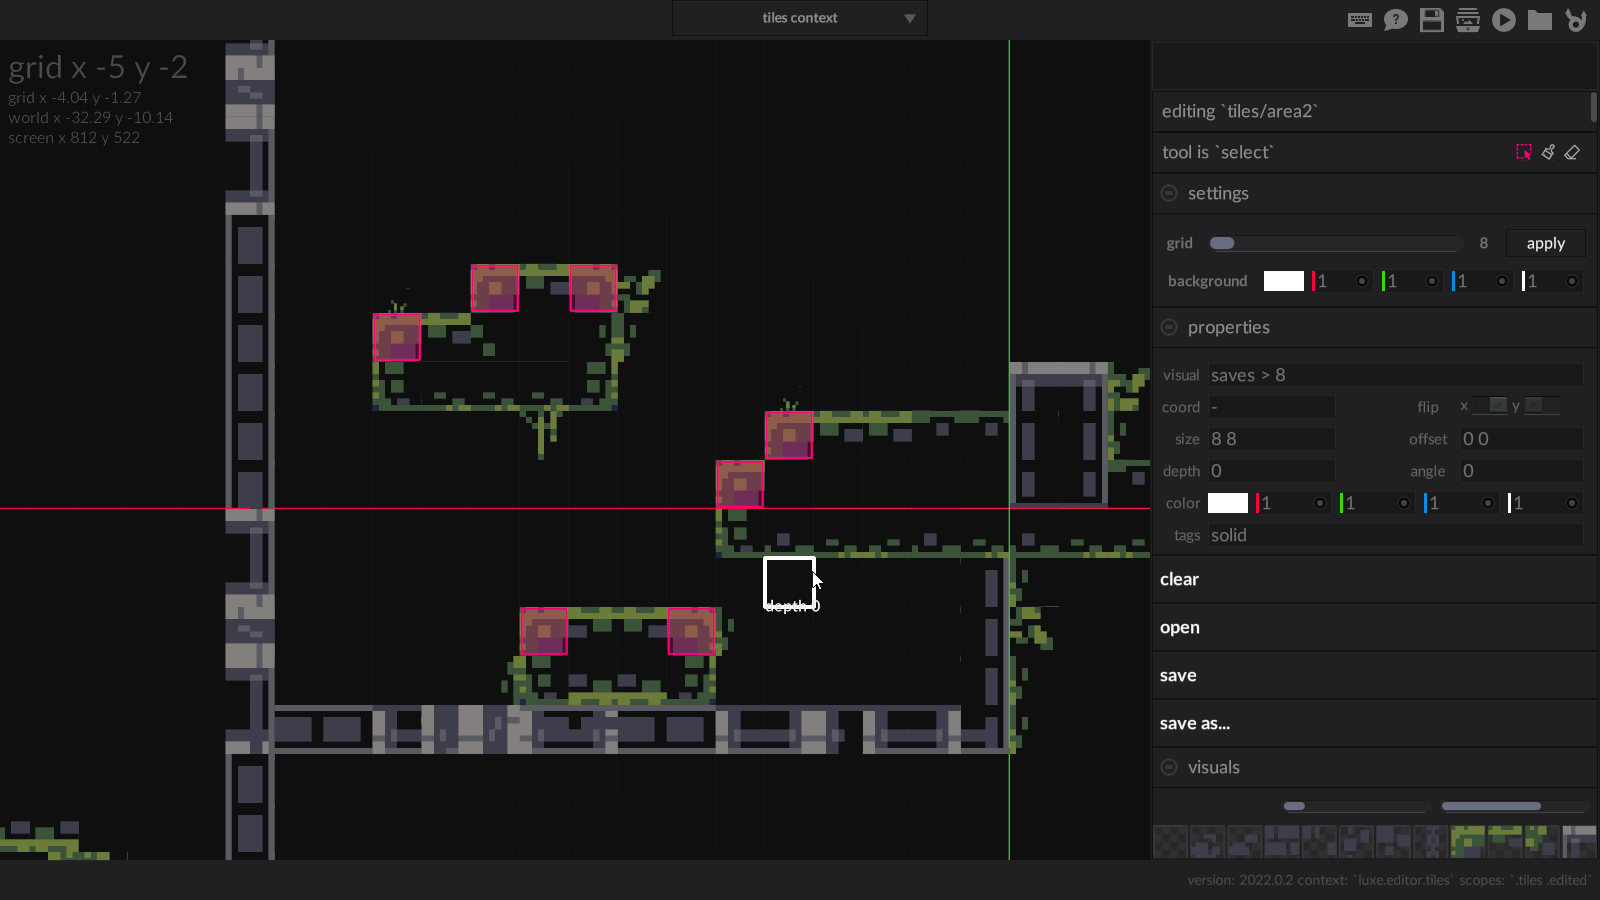 tiles context
grid x -5 y -2
grid x -4.04 y -1.27
world x -32.29 y -10.14
screen x 812 y 522
depth 0
editing `tiles/area2`
tool is `select`
settings
grid 8 apply
background 1 1 1 1
properties
visual saves > 8
coord - flip x y
size 8 8 offset 0 0
depth 0 angle 0
color 1 1 1 1
tags solid
clear
open
save
save as...
visuals
version: 2022.0.2 context: `luxe.editor.tiles` scopes: `.tiles .edited`